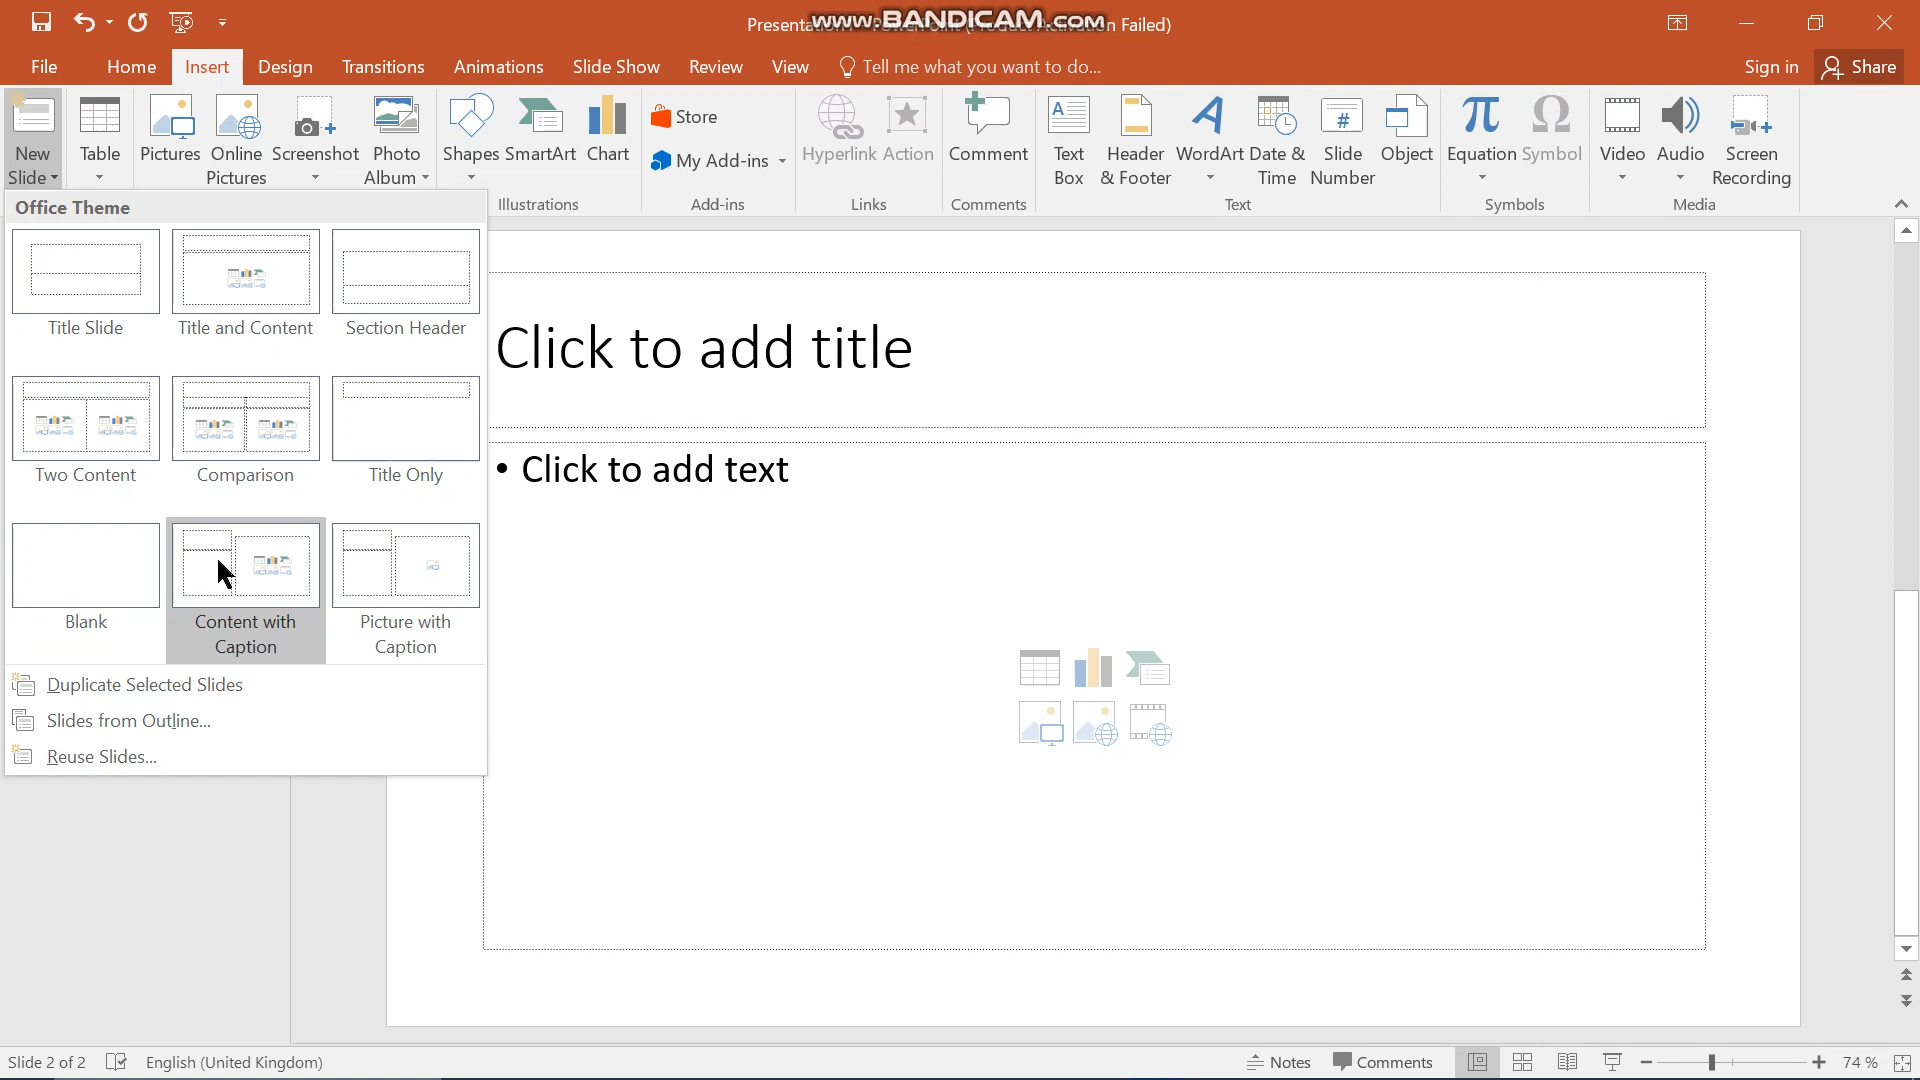 Presentation1 - PowerPoint (Product Activation Failed)
www.BANDICAM.com
File Home Insert Design Transitions Animations Slide Show Review View Tell me what you want to do... Sign in Share
New Slide
Table
Pictures
Online Pictures
Screenshot
Photo Album
Shapes
SmartArt
Chart
Store
My Add-ins
Hyperlink
Action
Comment
Text Box
Header & Footer
WordArt
Date & Time
Slide Number
Object
Equation
Symbol
Video
Audio
Screen Recording
Illustrations Add-ins Links Comments Text Symbols Media
Office Theme
Title Slide Title and Content Section Header
Two Content Comparison Title Only
Blank
Content with Caption
Picture with Caption
Duplicate Selected Slides
Slides from Outline...
Reuse Slides...
Click to add title
• Click to add text
Slide 2 of 2 English (United Kingdom) Notes Comments 74 %